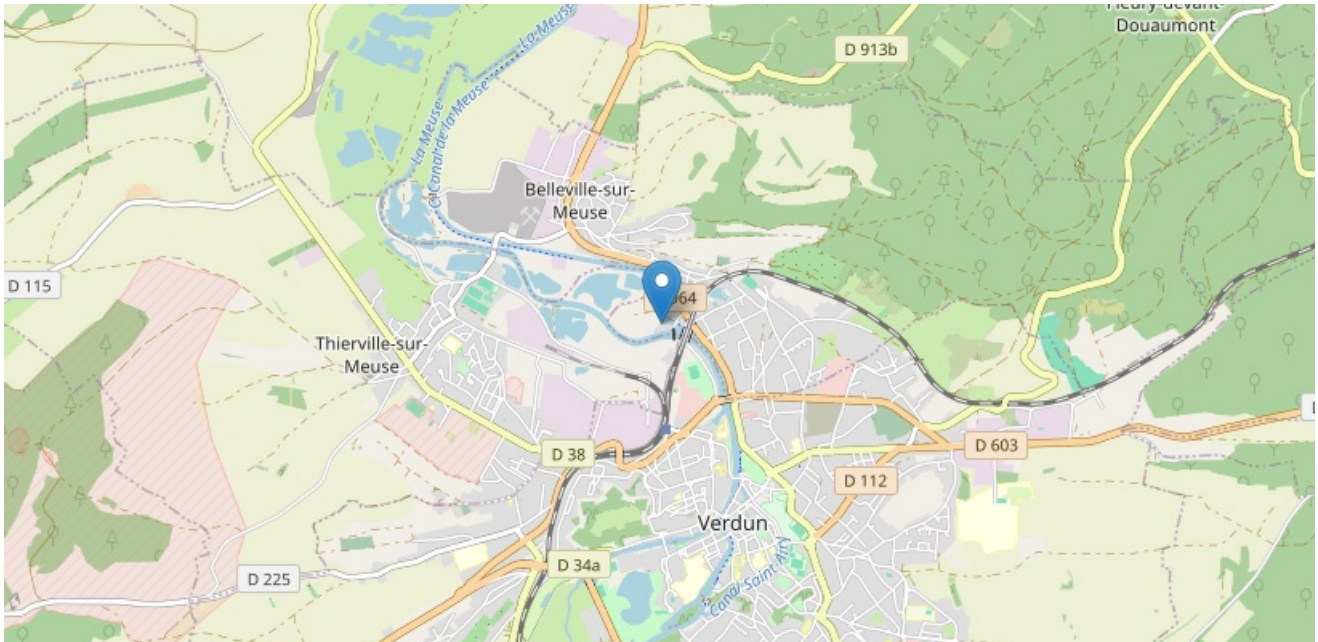 Fleury-devant-
Douaumont
D 913b
La Meuse
La Meuse
Canal de la Meuse
Belleville-sur-
Meuse
D 115
64
Thierville-sur-
Meuse
D 38
D 603
D 112
Verdun
D 34a
D 225
Canal Saint-Airy